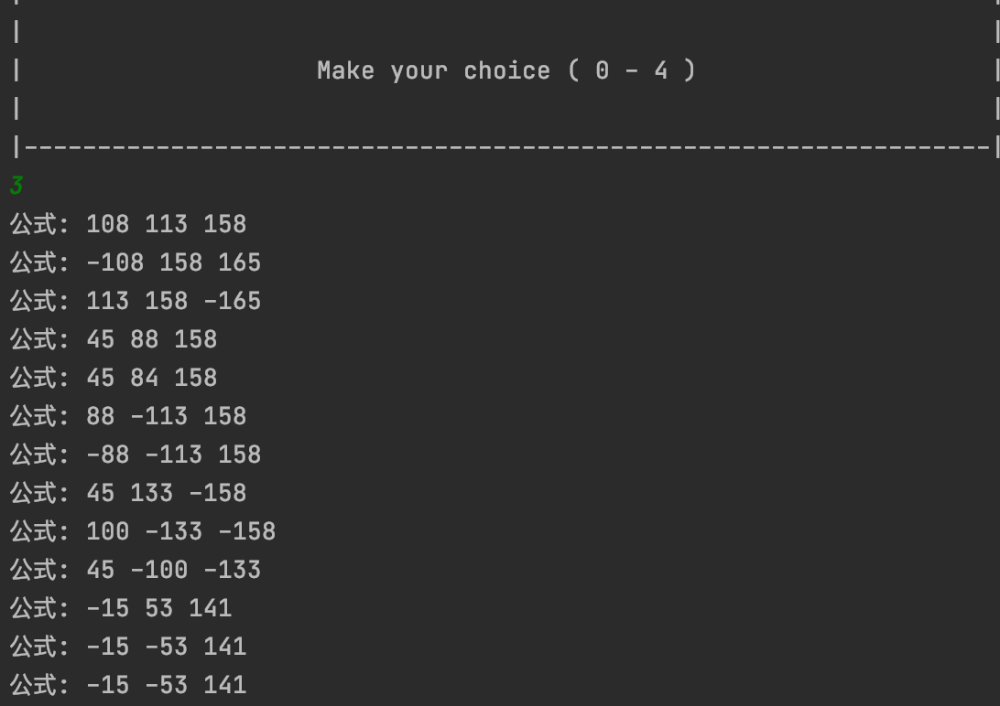 Make your choice ( 0 - 4 )
|------------------------------------------------------------------|
3
公式: 108 113 158
公式: -108 158 165
公式: 113 158 -165
公式: 45 88 158
公式: 45 84 158
公式: 88 -113 158
公式: -88 -113 158
公式: 45 133 -158
公式: 100 -133 -158
公式: 45 -100 -133
公式: -15 53 141
公式: -15 -53 141
公式: -15 -53 141